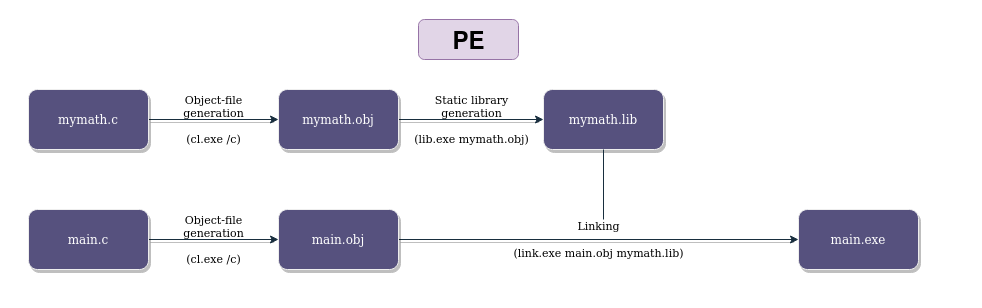 PE
mymath.c
Object-file
generation
(cl.exe /c)
mymath.obj
Static library
generation
(lib.exe mymath.obj)
mymath.lib
main.c
Object-file
generation
(cl.exe /c)
main.obj
Linking
(link.exe main.obj mymath.lib)
main.exe